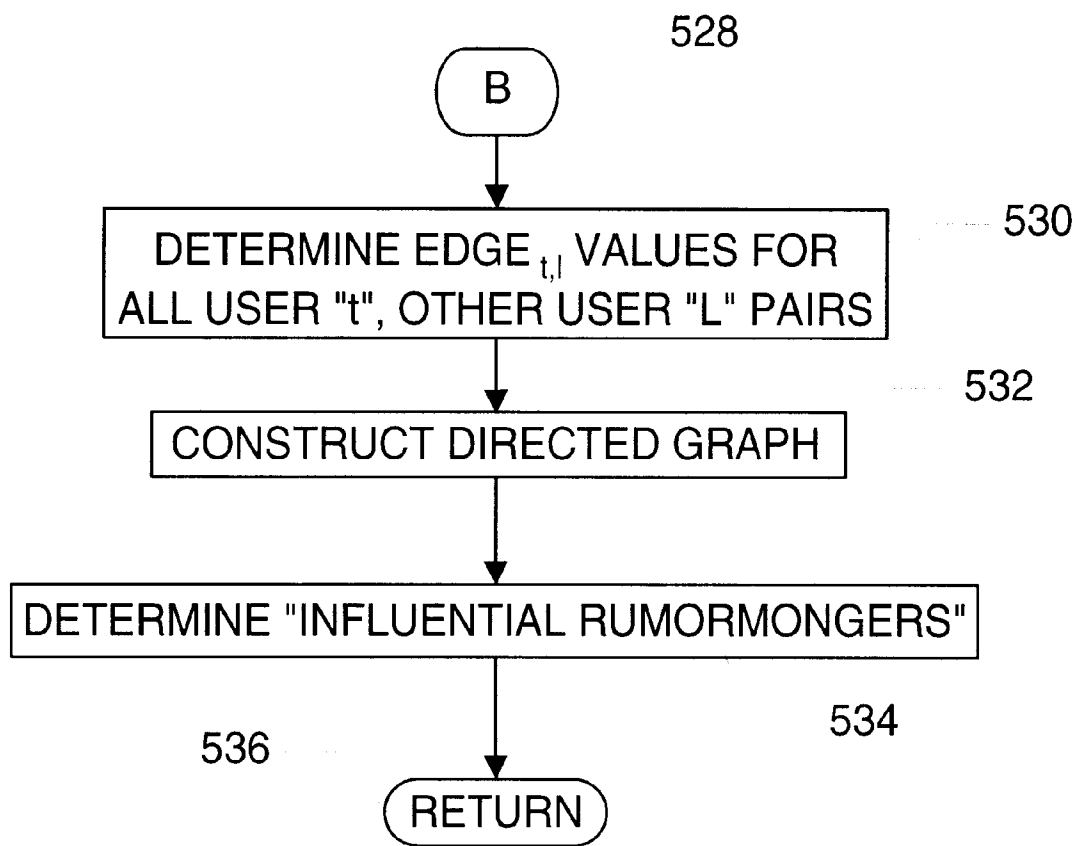 528
B
530
DETERMINE EDGE t,l VALUES FOR
ALL USER "t", OTHER USER "L" PAIRS
532
CONSTRUCT DIRECTED GRAPH
DETERMINE "INFLUENTIAL RUMORMONGERS"
534
536
RETURN